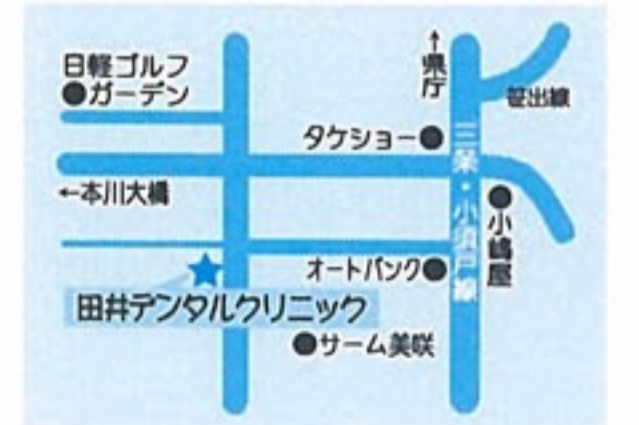 日軽ゴルフ
●ガーデン
↑県庁
笹出線
タケショー●
三条・小須戸線
←本川大橋
●小嶋屋
オートバンク●
田井デンタルクリニック
●サーム美咲